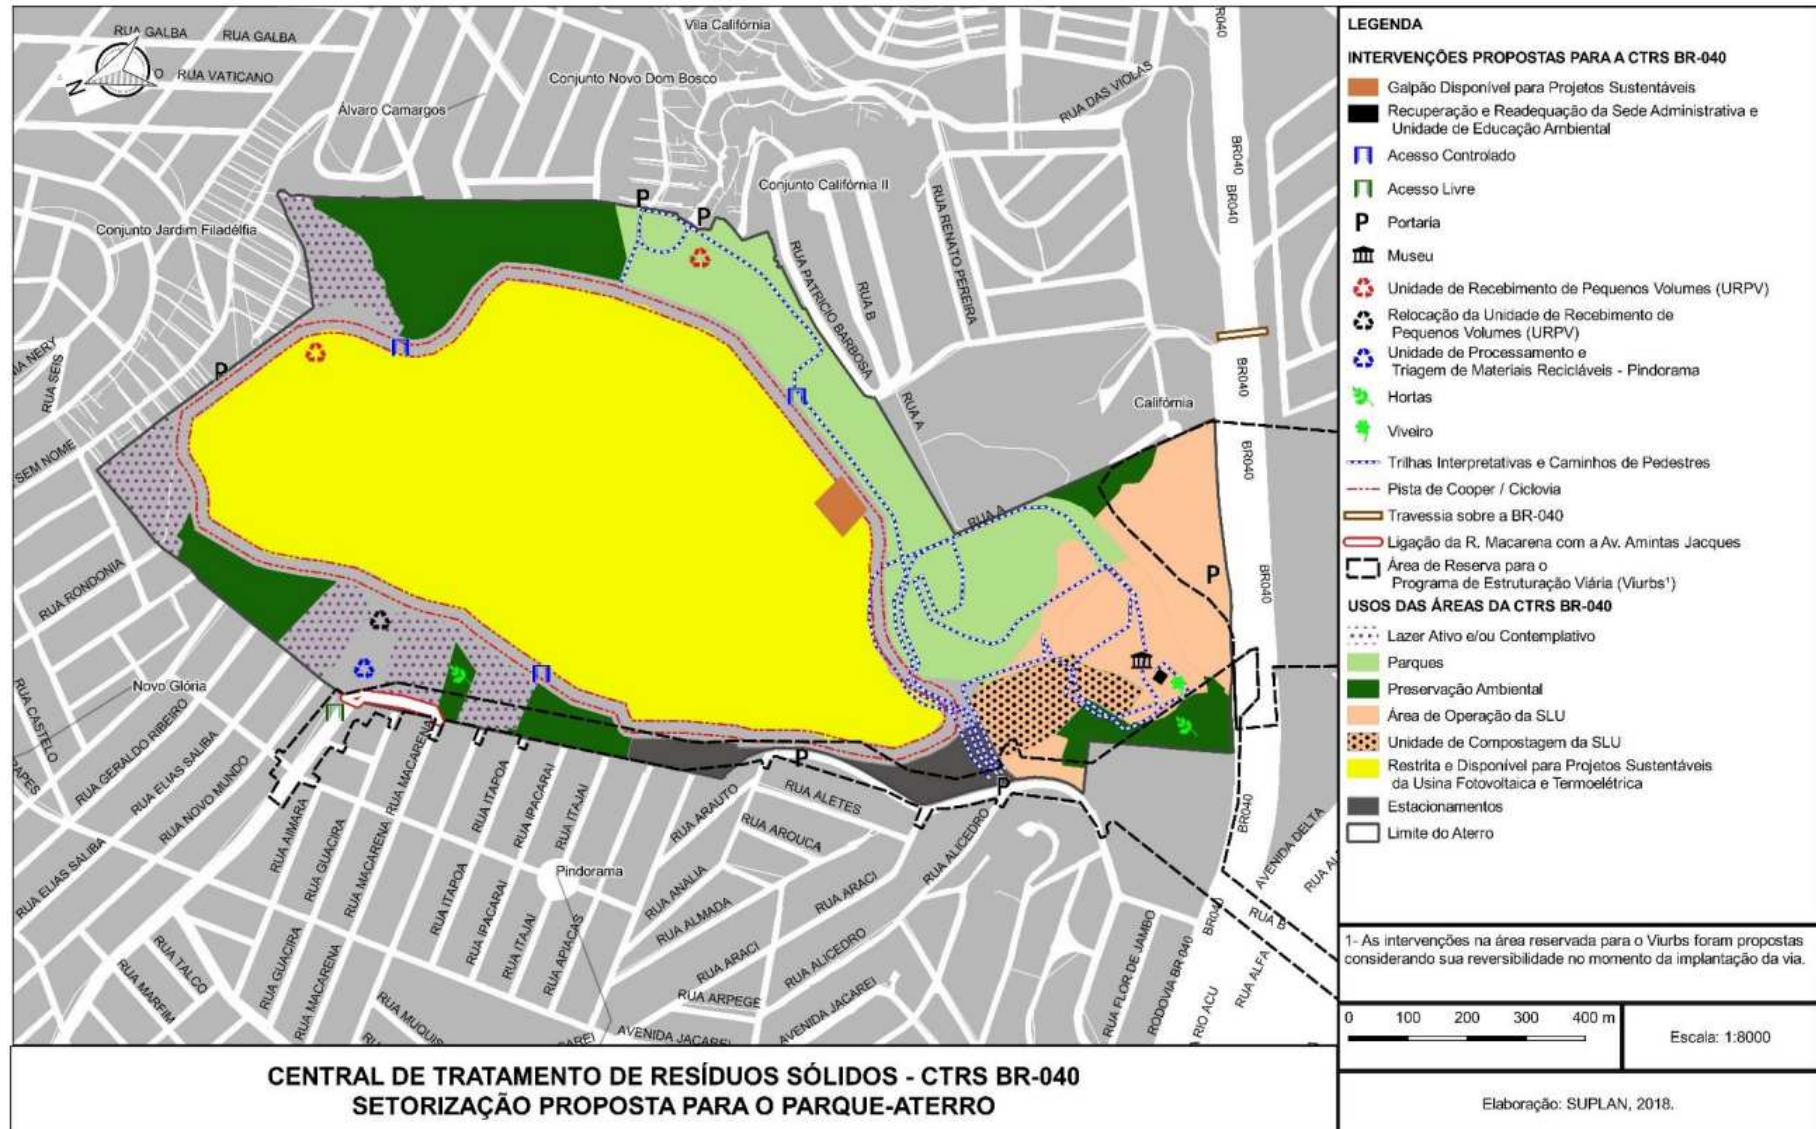 RUA GALBA
RUA GALBA
RUA VATICANO
N
Vila Califórnia
Conjunto Novo Dom Bosco
Álvaro Camargos
RUA DAS VIOLAS
BR040
BR040
BR040
Conjunto Califórnia II
Conjunto Jardim Filadélfia
P
P
RUA RENATO PEREIRA
RUA PATRICIO BARBOSA
RUA B
RUA A
BR040
Califórnia
BR040
RUA SEIS
P
SEM NOME
RUA A
P
BR040
RUA RONDONIA
Novo Glória
RUA CASTELO
RUA GERALDO RIBEIRO
RUA ELIAS SALIBA
RUA NOVO MUNDO
RUA ELIAS SALIBA
RUA AIMARA
RUA GUACIRA
RUA MACARENA
RUA MACARENA
RUA ITAPOA
RUA IPACARAI
RUA ITAJAI
P
P
RUA ARAUTO
RUA ALETES
RUA AROUCA
RUA ALICEDRO
BR040
AVENIDA DELTA
Pindorama
RUA ANALIA
RUA ALMADA
RUA ARACI
RUA ARACI
RUA ALICEDRO
RUA ARPEGE
AVENIDA JACAREI
AVENIDA JACAREI
RUA ITAPOA
RUA IPACARAI
RUA ITAJAI
RUA APIACAS
RUA TALCO
RUA MARFIM
RUA GUACIRA
RUA MACARENA
RUA FLOR DE JAMBO
RODOVIA BR 040
BR040
RIO ACU
RUA ALFA
RUA B
LEGENDA
INTERVENÇÕES PROPOSTAS PARA A CTRS BR-040
Galpão Disponível para Projetos Sustentáveis
Recuperação e Readequação da Sede Administrativa e
Unidade de Educação Ambiental
Acesso Controlado
Acesso Livre
P Portaria
Museu
Unidade de Recebimento de Pequenos Volumes (URPV)
Relocação da Unidade de Recebimento de
Pequenos Volumes (URPV)
Unidade de Processamento e
Triagem de Materiais Recicláveis - Pindorama
Hortas
Viveiro
Trilhas Interpretativas e Caminhos de Pedestres
Pista de Cooper / Ciclovia
Travessia sobre a BR-040
Ligação da R. Macarena com a Av. Amintas Jacques
Área de Reserva para o
Programa de Estruturação Viária (Viurbs¹)
USOS DAS ÁREAS DA CTRS BR-040
Lazer Ativo e/ou Contemplativo
Parques
Preservação Ambiental
Área de Operação da SLU
Unidade de Compostagem da SLU
Restrita e Disponível para Projetos Sustentáveis
da Usina Fotovoltaica e Termoelétrica
Estacionamentos
Limite do Aterro
1- As intervenções na área reservada para o Viurbs foram propostas
considerando sua reversibilidade no momento da implantação da via.
0 100 200 300 400 m
Escala: 1:8000
Elaboração: SUPLAN, 2018.
CENTRAL DE TRATAMENTO DE RESÍDUOS SÓLIDOS - CTRS BR-040
SETORIZAÇÃO PROPOSTA PARA O PARQUE-ATERRO